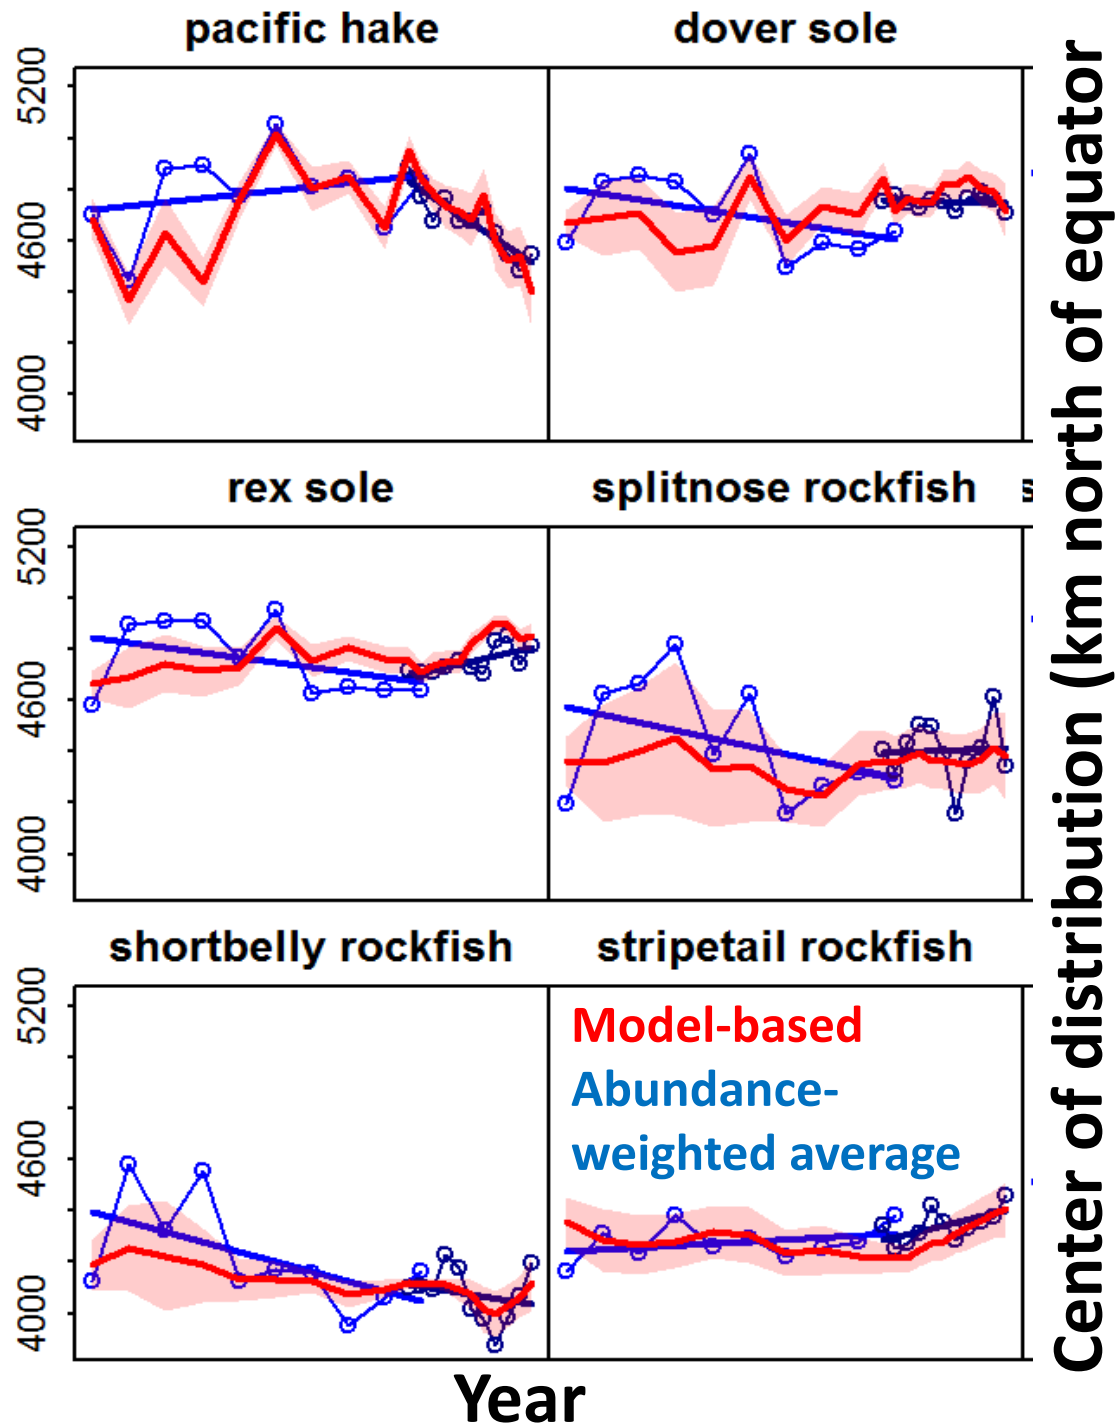 pacific hake
dover sole
5200
4600
4000
rex sole
splitnose rockfish
s
5200
4600
4000
shortbelly rockfish
stripetail rockfish
5200
4600
4000
Model-based
Abundance-
weighted average
Year
Center of distribution (km north of equator